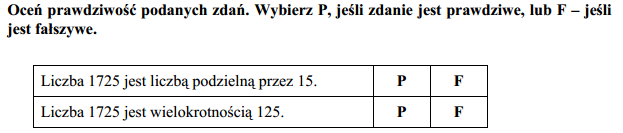 Oceń prawdziwość podanych zdań. Wybierz P, jeśli zdanie jest prawdziwe, lub F – jeśli
jest fałszywe.
Liczba 1725 jest liczbą podzielną przez 15. P F
Liczba 1725 jest wielokrotnością 125. P F